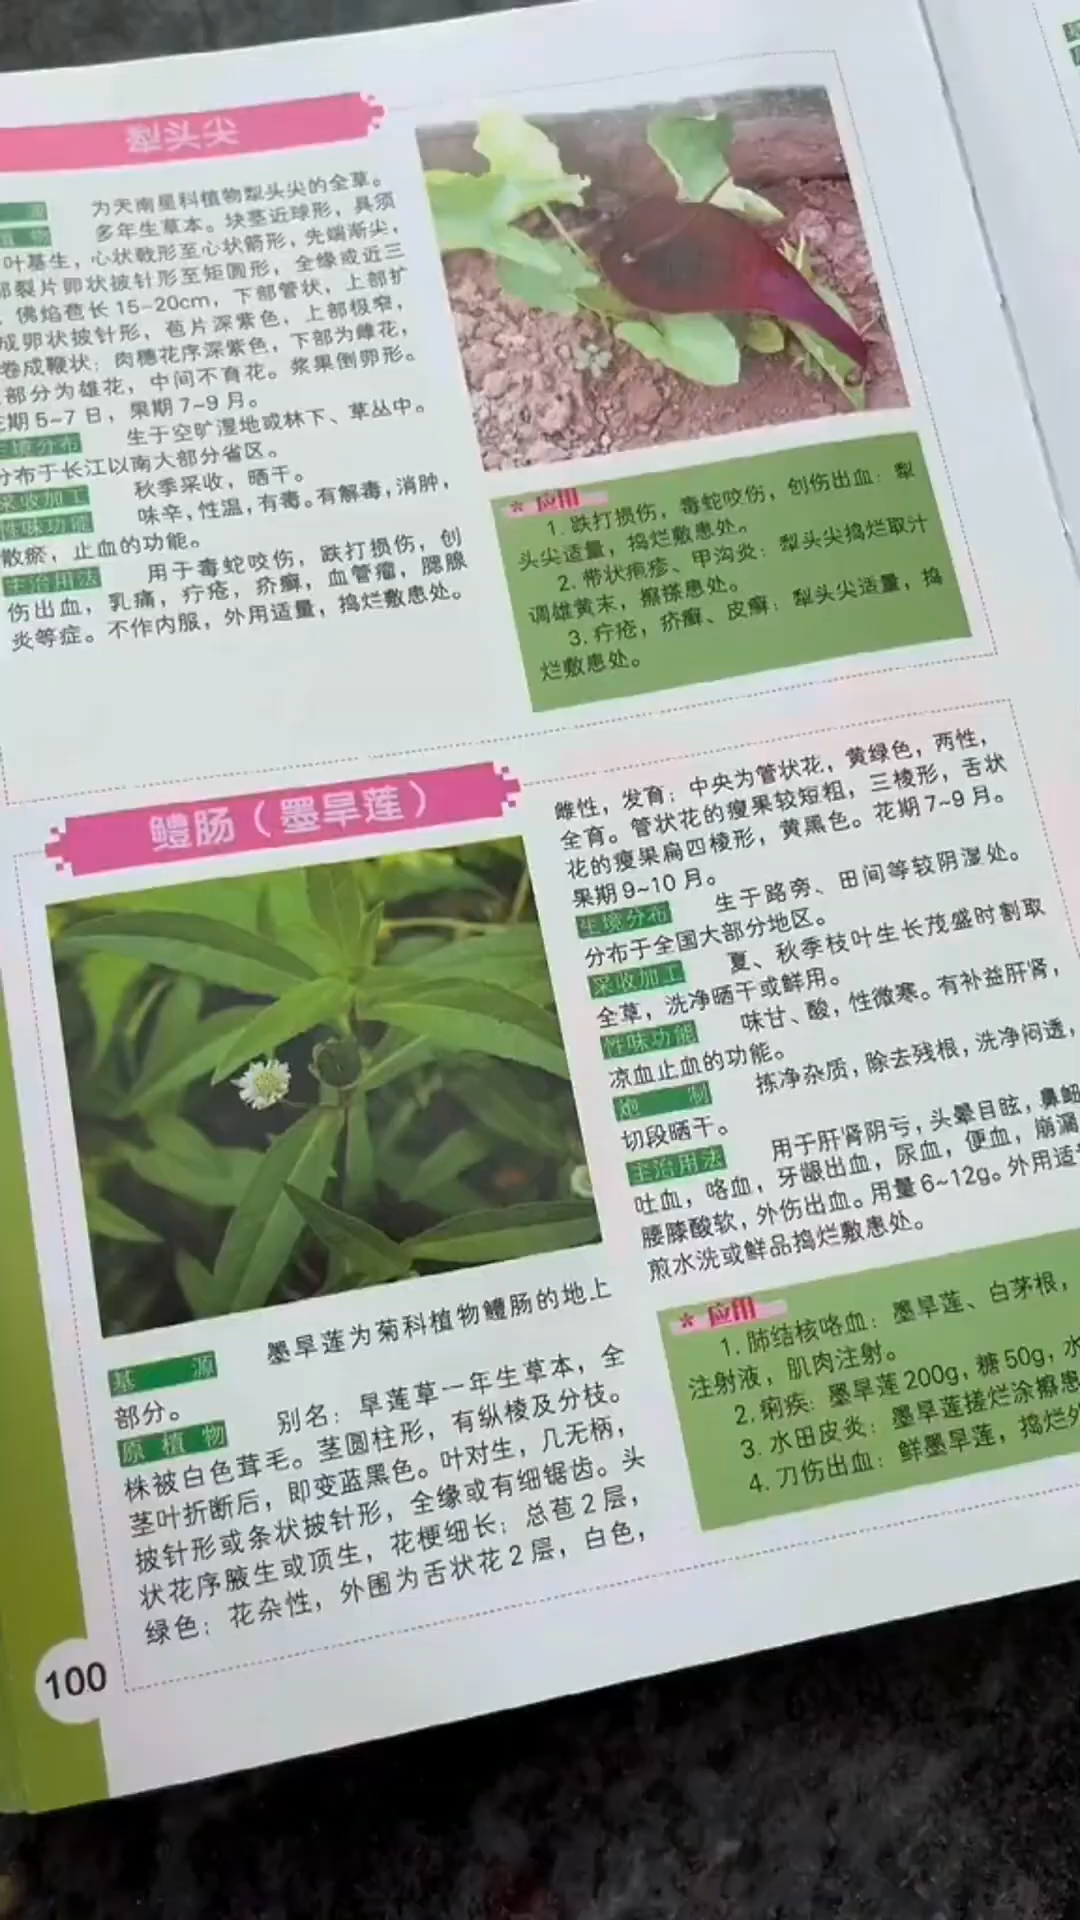 犁头尖
源 为天南星科植物犁头尖的全草。
植物 多年生草本。块茎近球形，具须
叶基生，心状戟形至心状箭形，先端渐尖，
部裂片卵状披针形至矩圆形，全缘或近三
佛焰苞长15-20cm，下部管状，上部扩
成卵状披针形，苞片深紫色，上部极窄，
卷成鞭状；肉穗花序深紫色，下部为雌花，
部分为雄花，中间不育花。浆果倒卵形。
花期5~7日，果期7~9月。
生境分布 生于空旷湿地或林下、草丛中。
分布于长江以南大部分省区。
采收加工 秋季采收，晒干。
性味功能 味辛，性温，有毒。有解毒，消肿，
散瘀，止血的功能。
主治用法 用于毒蛇咬伤，跌打损伤，创
伤出血，乳痈，疔疮，疥癣，血管瘤，腮腺
炎等症。不作内服，外用适量，捣烂敷患处。
* 应用
1. 跌打损伤，毒蛇咬伤，创伤出血：犁
头尖适量，捣烂敷患处。
2. 带状疱疹、甲沟炎：犁头尖捣烂取汁
调雄黄末，擦搽患处。
3. 疔疮，疥癣、皮癣：犁头尖适量，捣
烂敷患处。
鳢肠（墨旱莲）
基源 墨旱莲为菊科植物鳢肠的地上
部分。
原植物 别名：旱莲草一年生草本，全
株被白色茸毛。茎圆柱形，有纵棱及分枝。
茎叶折断后，即变蓝黑色。叶对生，几无柄，
披针形或条状披针形，全缘或有细锯齿。头
状花序腋生或顶生，花梗细长；总苞2层，
绿色；花杂性，外围为舌状花2层，白色，
雌性，发育；中央为管状花，黄绿色，两性，
全育。管状花的瘦果较短粗，三棱形，舌状
花的瘦果扁四棱形，黄黑色。花期7~9月。
果期9~10月。
生境分布 生于路旁、田间等较阴湿处。
分布于全国大部分地区。
采收加工 夏、秋季枝叶生长茂盛时割取
全草，洗净晒干或鲜用。
性味功能 味甘、酸，性微寒。有补益肝肾，
凉血止血的功能。
炮制 拣净杂质，除去残根，洗净闷透，
切段晒干。
主治用法 用于肝肾阴亏，头晕目眩，鼻衄
吐血，咯血，牙龈出血，尿血，便血，崩漏
腰膝酸软，外伤出血。用量6~12g。外用适
煎水洗或鲜品捣烂敷患处。
* 应用
1. 肺结核咯血：墨旱莲、白茅根，
注射液，肌肉注射。
2. 痢疾：墨旱莲200g，糖50g，水
3. 水田皮炎：墨旱莲搓烂涂擦患
4. 刀伤出血：鲜墨旱莲，捣烂外
100